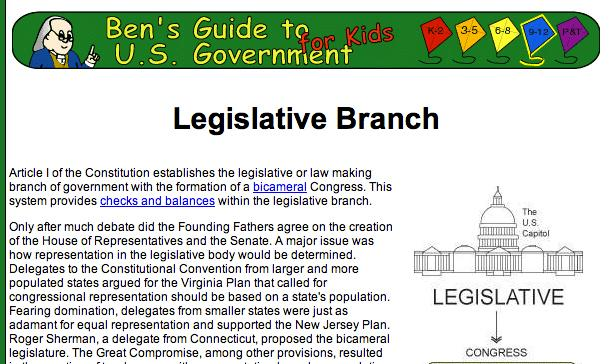 Ben's Guide to
U.S. Government
for Kids
K-2
3-5
6-8
9-12
P&T
Legislative Branch
Article I of the Constitution establishes the legislative or law making
branch of government with the formation of a bicameral Congress. This
system provides checks and balances within the legislative branch.
Only after much debate did the Founding Fathers agree on the creation
of the House of Representatives and the Senate. A major issue was
how representation in the legislative body would be determined.
Delegates to the Constitutional Convention from larger and more
populated states argued for the Virginia Plan that called for
congressional representation should be based on a state's population.
Fearing domination, delegates from smaller states were just as
adamant for equal representation and supported the New Jersey Plan.
Roger Sherman, a delegate from Connecticut, proposed the bicameral
legislature. The Great Compromise, among other provisions, resulted
The
U.S.
Capitol
LEGISLATIVE
CONGRESS